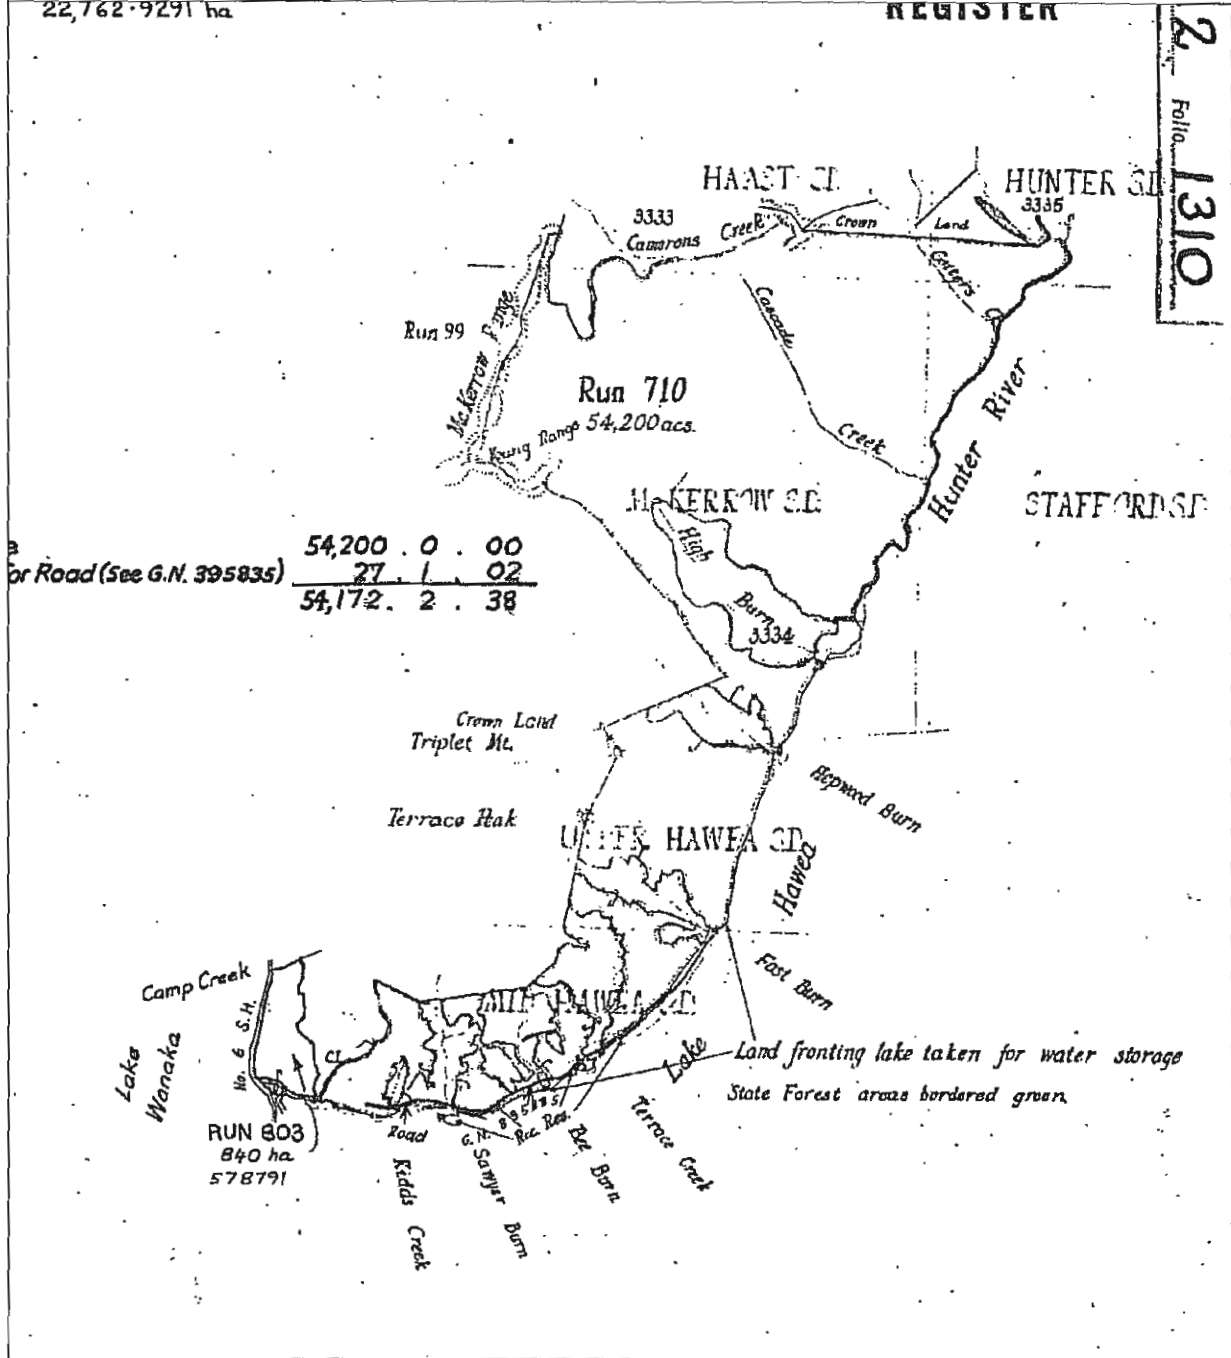 22,762·9291 ha
REGISTER
2
Folio
1310
HAAST S.D.
HUNTER S.D.
3333
3335
Camerons Creek
Crown Land
Run 99
McKerrow Range
Cascade Creek
Hunter River
Run 710
54,200 acs.
Young Range
McKERROW S.D.
STAFFORD S.D.
High Burn
3334
54,200 . 0 . 00
or Road (See G.N. 395835) 27 . 1 . 02
54,172 . 2 . 38
Crown Land
Triplet Mt.
Terrace Peak
Hopwood Burn
UPPER HAWEA S.D.
Lake Hawea
Fast Burn
Camp Creek
MID HAWEA S.D.
Lake Wanaka
No. 6 S.H.
Land fronting lake taken for water storage
State Forest areas bordered green.
RUN 803
840 ha
578791
Road
G. N.
Rec. Res.
Kidds Creek
Sawyer Burn
Bee Burn
Terrace Creek